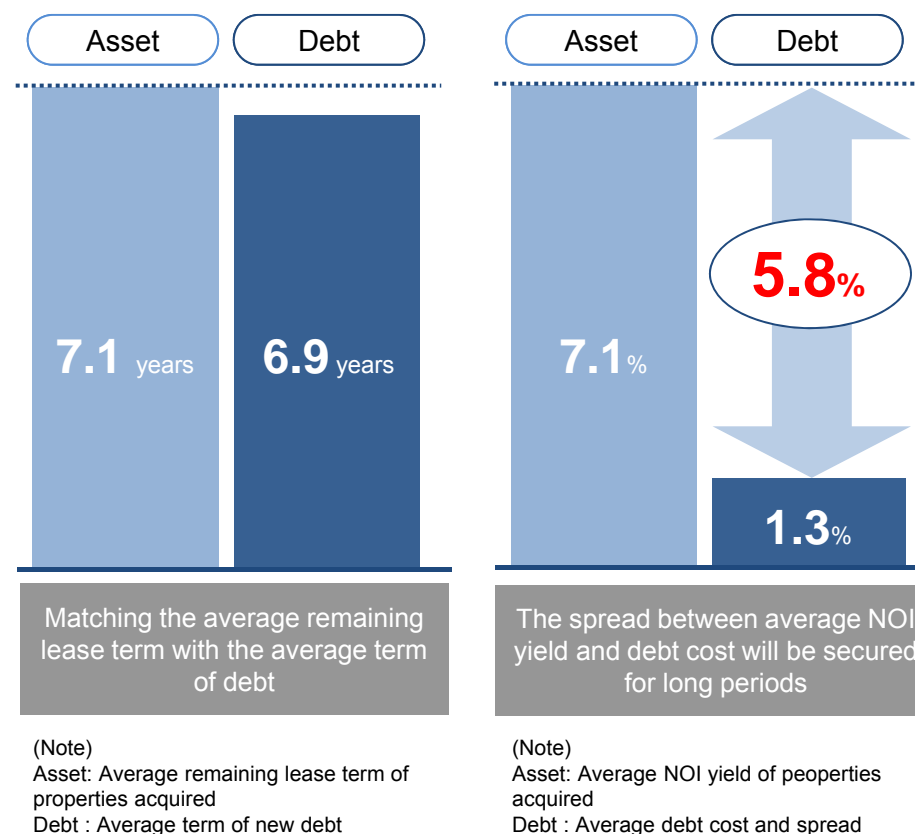 Asset
Debt
7.1 years
6.9 years
Matching the average remaining
lease term with the average term
of debt
(Note)
Asset: Average remaining lease term of
properties acquired
Debt : Average term of new debt
Asset
Debt
5.8%
7.1%
1.3%
The spread between average NOI
yield and debt cost will be secured
for long periods
(Note)
Asset: Average NOI yield of peoperties
acquired
Debt : Average debt cost and spread